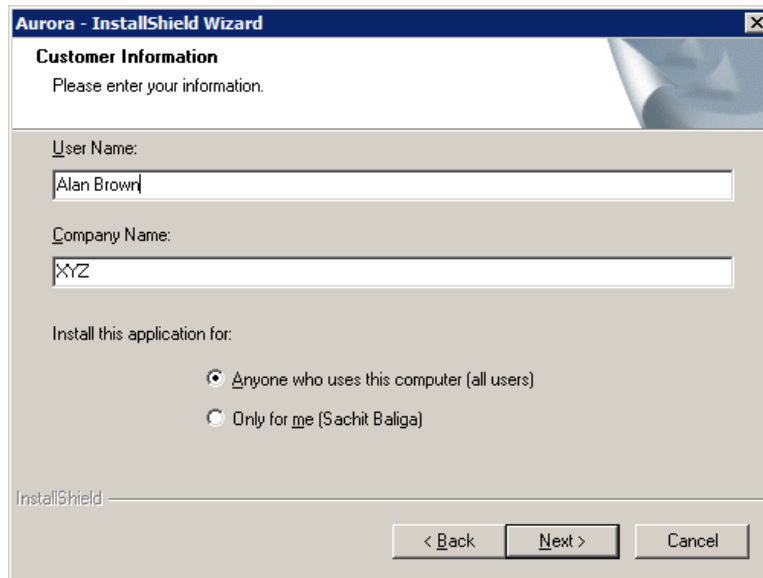 Aurora - InstallShield Wizard
Customer Information
Please enter your information.
User Name:
Alan Brown
Company Name:
XYZ
Install this application for:
Anyone who uses this computer (all users)
Only for me (Sachit Baliga)
InstallShield
< Back Next > Cancel